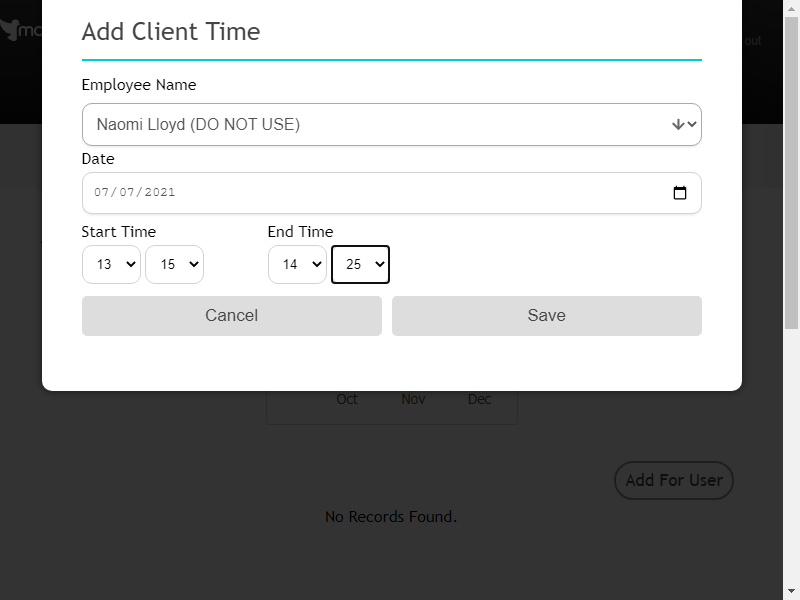 Add Client Time
out
Employee Name
Naomi Lloyd (DO NOT USE)
Date
07/07/2021
Start Time End Time
13 15 14 25
Cancel Save
Oct Nov Dec
Add For User
No Records Found.